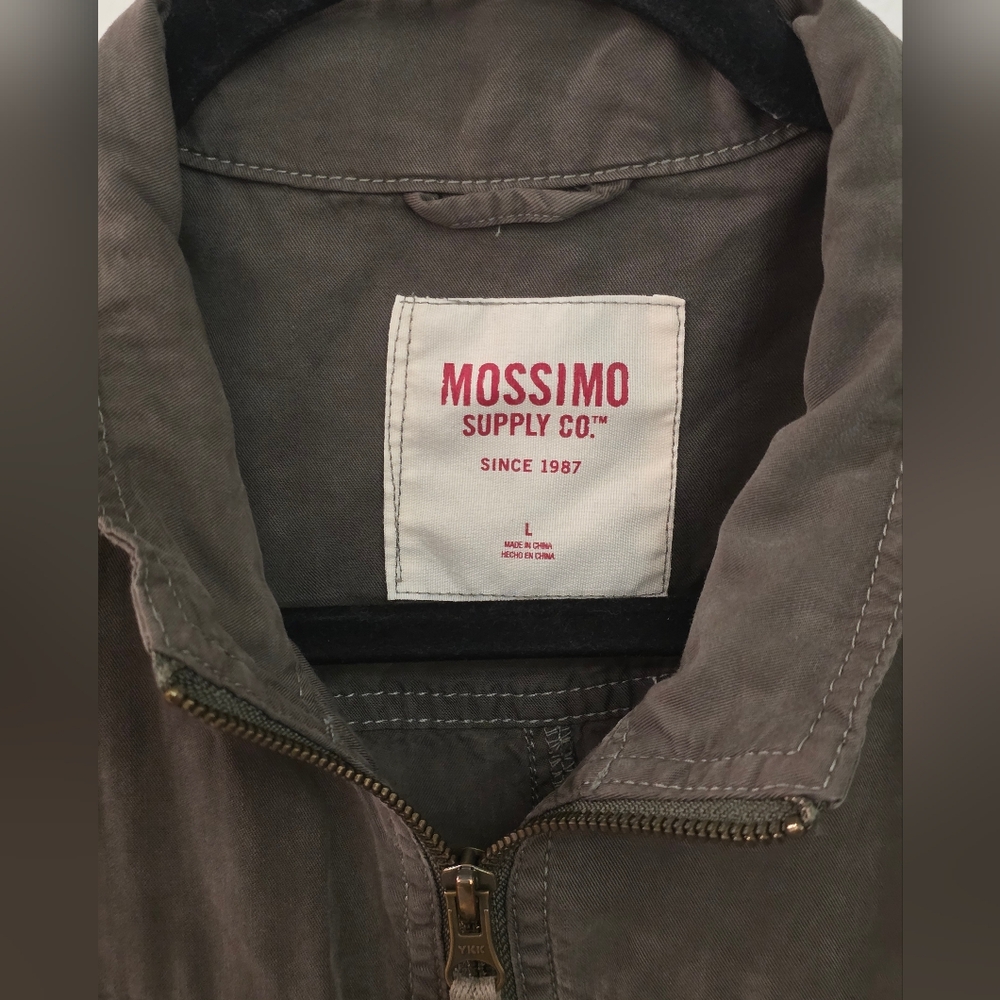 MOSSIMO
SUPPLY CO.™
SINCE 1987
L
MADE IN CHINA
HECHO EN CHINA
YKK